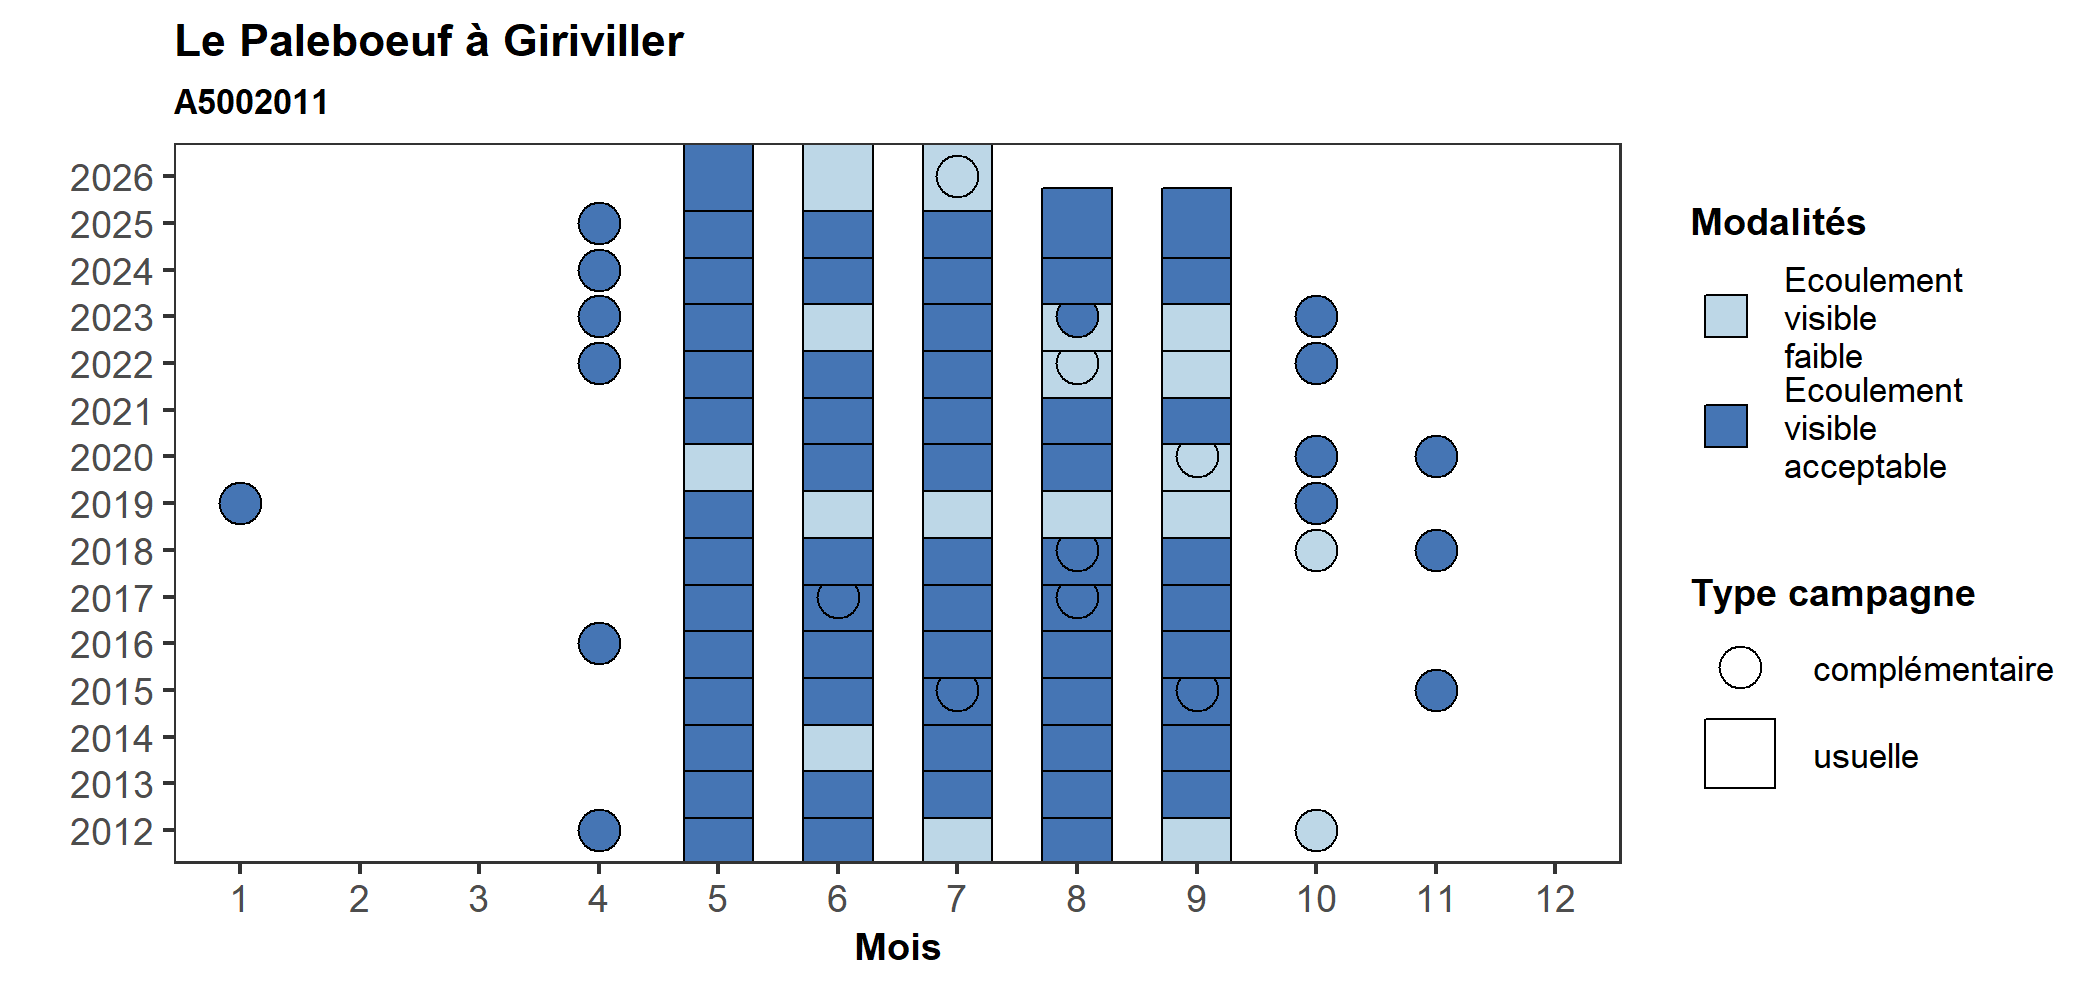 Le Paleboeuf à Giriviller
A5002011
2026
2025
2024
2023
2022
2021
2020
2019
2018
2017
2016
2015
2014
2013
2012
1 2 3 4 5 6 7 8 9 10 11 12
Mois
Modalités
Ecoulement
visible
faible
Ecoulement
visible
acceptable
Type campagne
complémentaire
usuelle